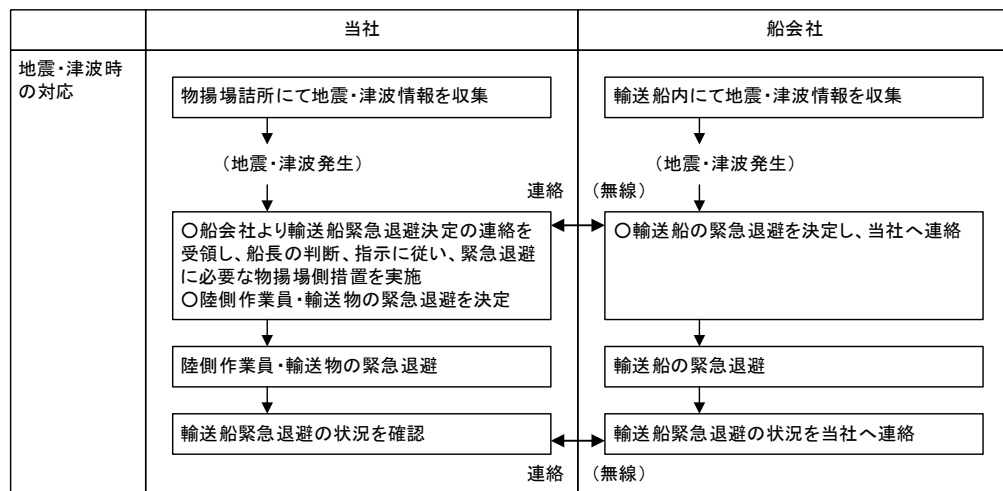 当社
船会社
地震・津波時
の対応
物揚場詰所にて地震・津波情報を収集
輸送船内にて地震・津波情報を収集
（地震・津波発生）
（地震・津波発生）
連絡
（無線）
○船会社より輸送船緊急退避決定の連絡を
受領し、船長の判断、指示に従い、緊急退避
に必要な物揚場側措置を実施
○陸側作業員・輸送物の緊急退避を決定
○輸送船の緊急退避を決定し、当社へ連絡
陸側作業員・輸送物の緊急退避
輸送船の緊急退避
輸送船緊急退避の状況を確認
輸送船緊急退避の状況を当社へ連絡
連絡
（無線）